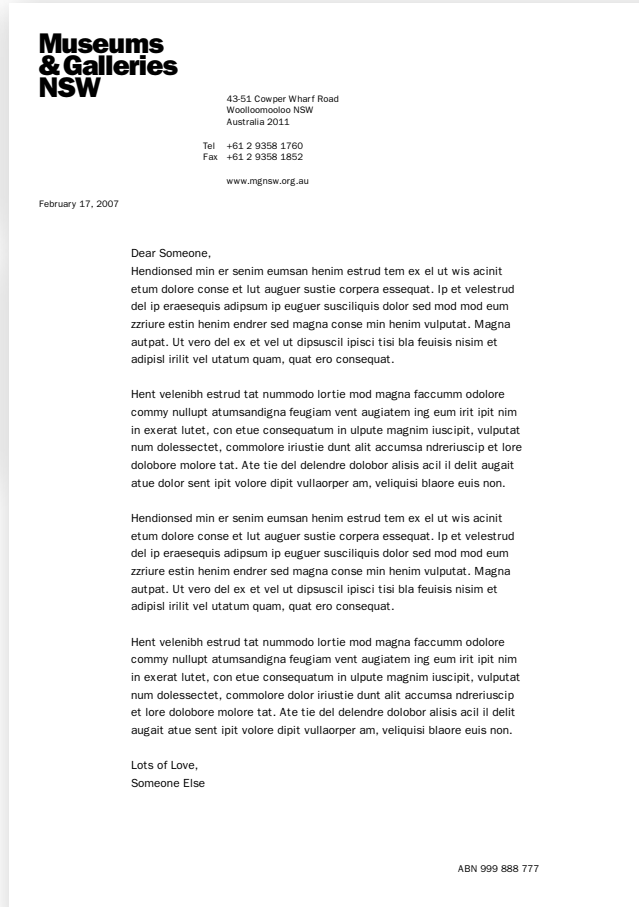 Museums
& Galleries
NSW
43-51 Cowper Wharf Road
Woolloomooloo NSW
Australia 2011
Tel +61 2 9358 1760
Fax +61 2 9358 1852
www.mgnsw.org.au
February 17, 2007
Dear Someone,
Hendionsed min er senim eumsan henim estrud tem ex el ut wis acinit
etum dolore conse et lut auguer sustie corpera essequat. Ip et velestrud
del ip eraesequis adipsum ip euguer susciliquis dolor sed mod mod eum
zzriure estin henim endrer sed magna conse min henim vulputat. Magna
autpat. Ut vero del ex et vel ut dipsuscil ipisci tisi bla feuisis nisim et
adipisl irilit vel utatum quam, quat ero consequat.
Hent velenibh estrud tat nummodo lortie mod magna faccumm odolore
commy nullupt atumsandigna feugiam vent augiatem ing eum irit ipit nim
in exerat lutet, con etue consequatum in ulpute magnim iuscipit, vulputat
num dolessectet, commolore iriustie dunt alit accumsa ndreriuscip et lore
dolobore molore tat. Ate tie del delendre dolobor alisis acil il delit augait
atue dolor sent ipit volore dipit vullaorper am, veliquisi blaore euis non.
Hendionsed min er senim eumsan henim estrud tem ex el ut wis acinit
etum dolore conse et lut auguer sustie corpera essequat. Ip et velestrud
del ip eraesequis adipsum ip euguer susciliquis dolor sed mod mod eum
zzriure estin henim endrer sed magna conse min henim vulputat. Magna
autpat. Ut vero del ex et vel ut dipsuscil ipisci tisi bla feuisis nisim et
adipisl irilit vel utatum quam, quat ero consequat.
Hent velenibh estrud tat nummodo lortie mod magna faccumm odolore
commy nullupt atumsandigna feugiam vent augiatem ing eum irit ipit nim
in exerat lutet, con etue consequatum in ulpute magnim iuscipit, vulputat
num dolessectet, commolore dolor iriustie dunt alit accumsa ndreriuscip
et lore dolobore molore tat. Ate tie del delendre dolobor alisis acil il delit
augait atue sent ipit volore dipit vullaorper am, veliquisi blaore euis non.
Lots of Love,
Someone Else
ABN 999 888 777